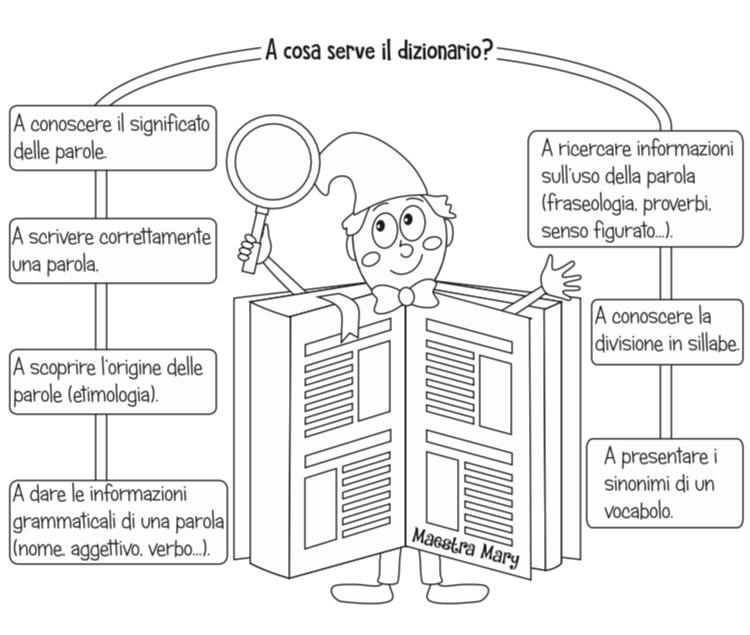 A cosa serve il dizionario?
A conoscere il significato
delle parole.
A scrivere correttamente
una parola.
A scoprire l'origine delle
parole (etimologia).
A dare le informazioni
grammaticali di una parola
(nome, aggettivo, verbo...).
A ricercare informazioni
sull'uso della parola
(fraseologia, proverbi,
senso figurato...).
A conoscere la
divisione in sillabe.
A presentare i
sinonimi di un
vocabolo.
Maestra Mary